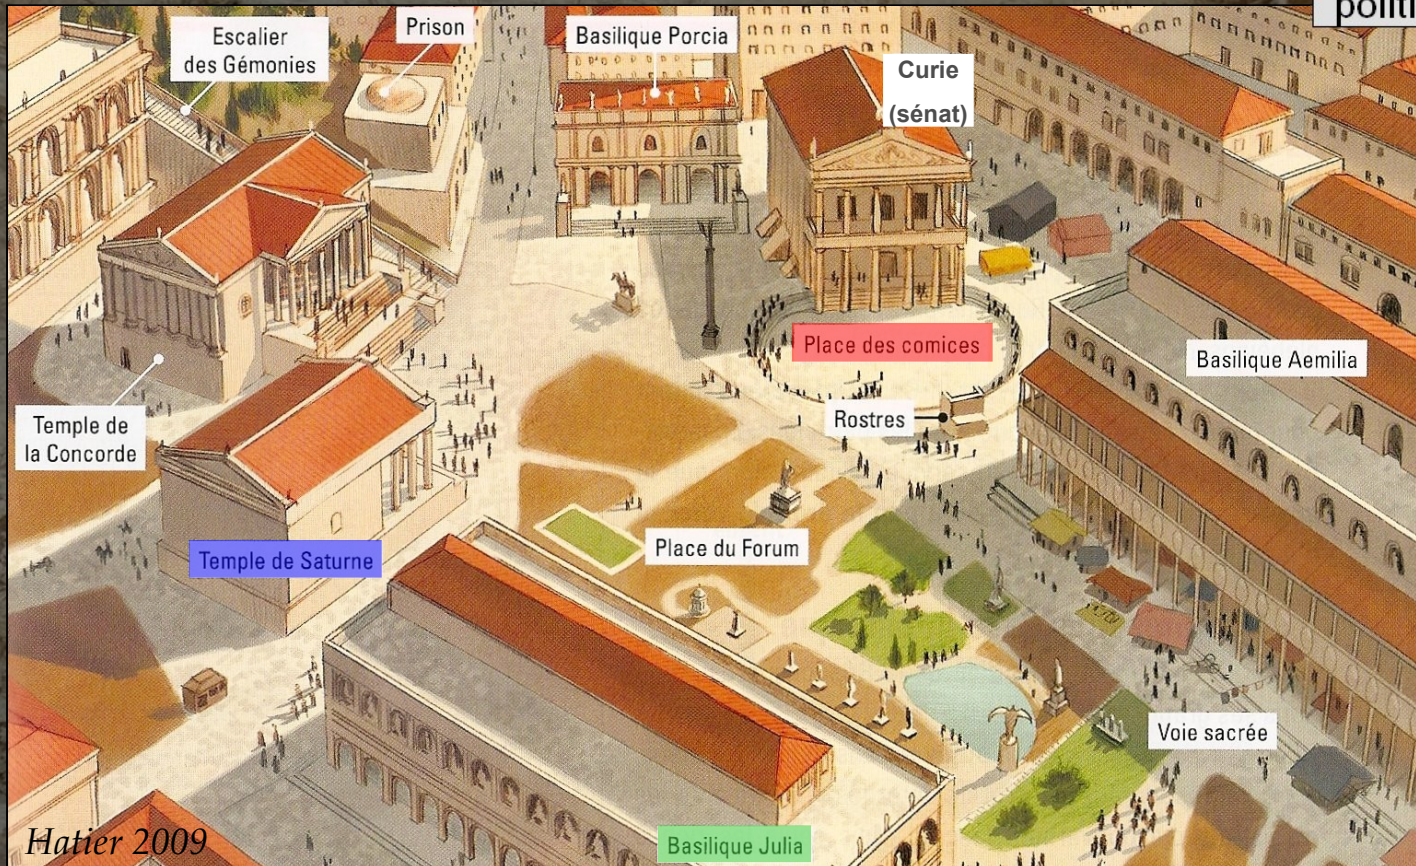 politi
Escalier
des Gémonies
Prison
Basilique Porcia
Curie
(sénat)
Place des comices
Basilique Aemilia
Rostres
Temple de
la Concorde
Place du Forum
Temple de Saturne
Voie sacrée
Basilique Julia
Hatier 2009